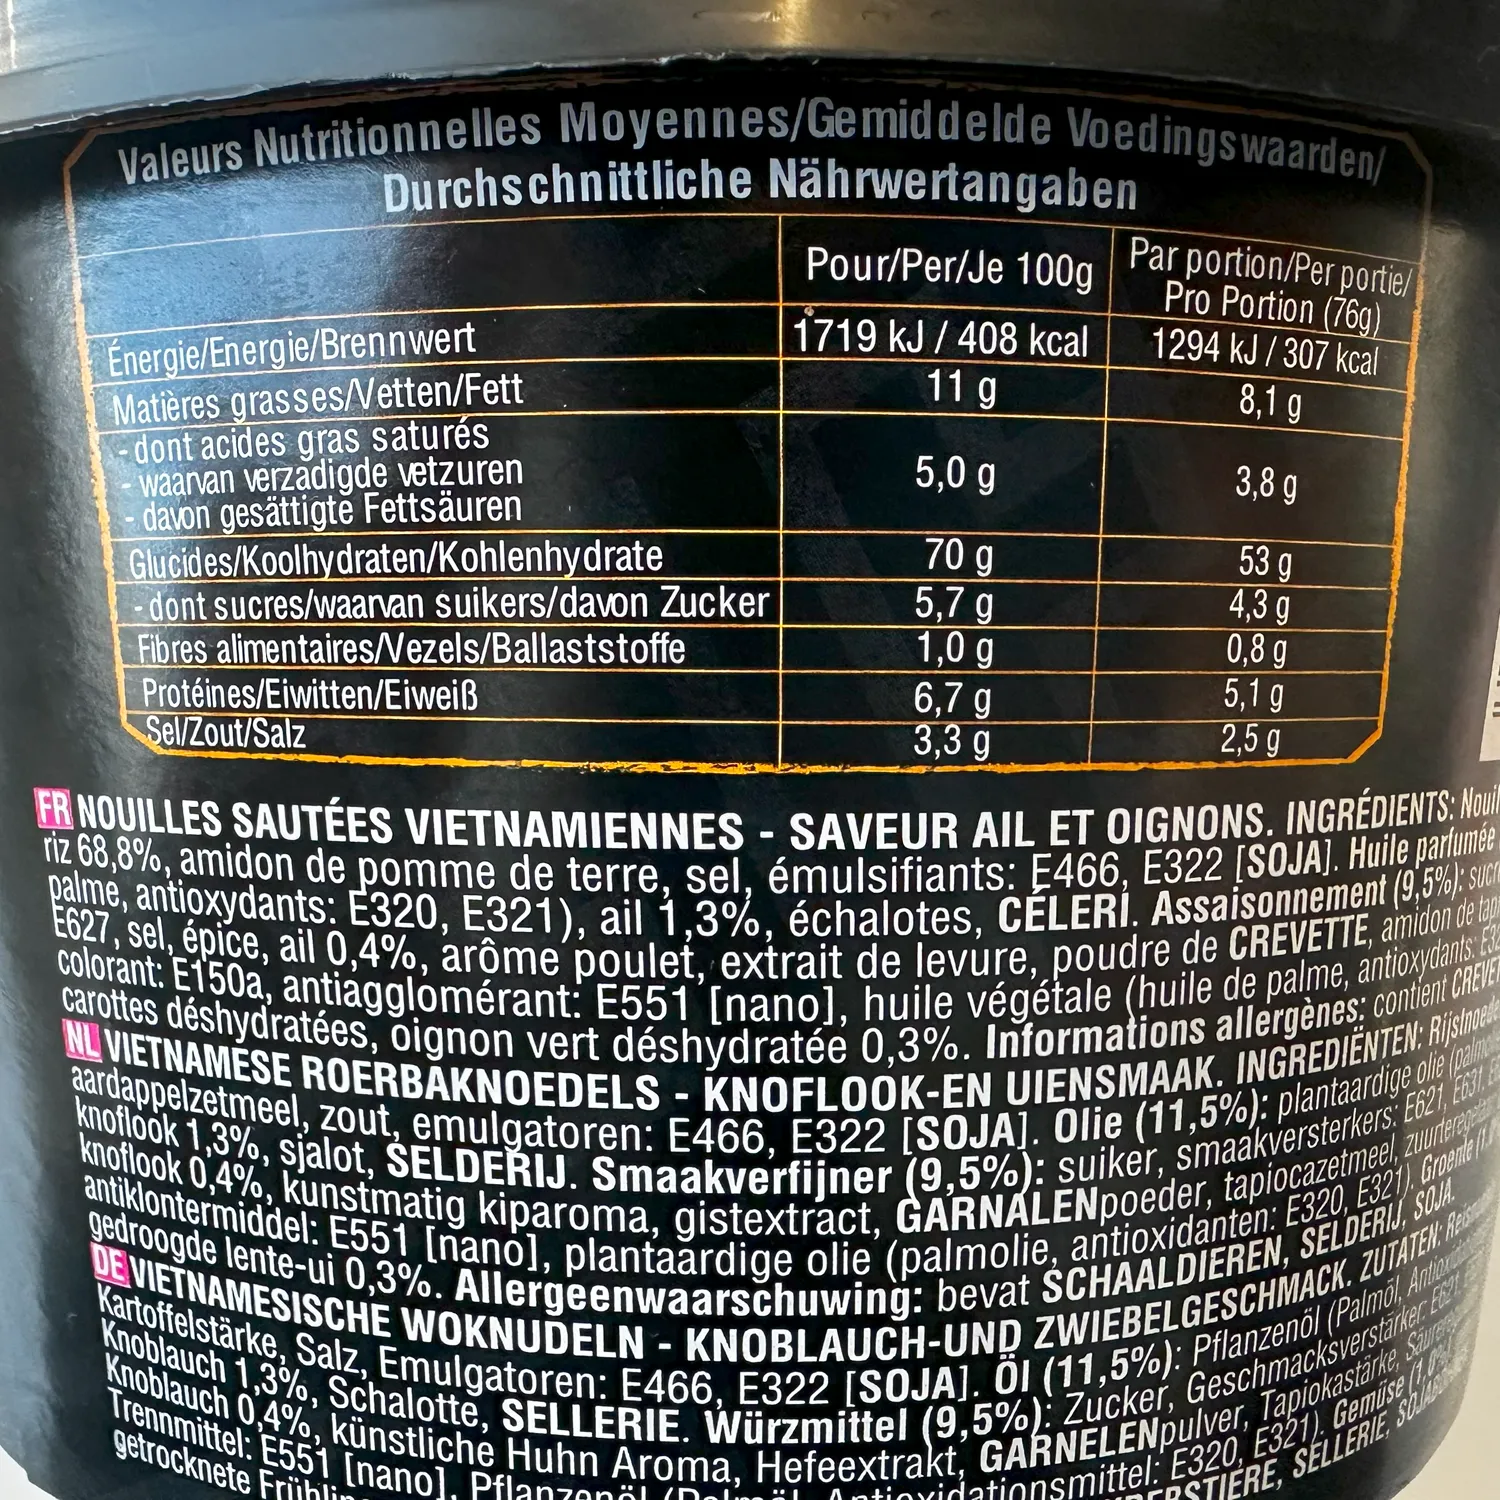 Valeurs Nutritionnelles Moyennes/Gemiddelde Voedingswaarden/
Durchschnittliche Nährwertangaben
Pour/Per/Je 100g
Par portion/Per portie/
Pro Portion (76g)
Énergie/Energie/Brennwert 1719 kJ / 408 kcal 1294 kJ / 307 kcal
Matières grasses/Vetten/Fett 11 g 8,1 g
- dont acides gras saturés
- waarvan verzadigde vetzuren 5,0 g 3,8 g
- davon gesättigte Fettsäuren
Glucides/Koolhydraten/Kohlenhydrate 70 g 53 g
- dont sucres/waarvan suikers/davon Zucker 5,7 g 4,3 g
Fibres alimentaires/Vezels/Ballaststoffe 1,0 g 0,8 g
Protéines/Eiwitten/Eiweiß 6,7 g 5,1 g
Sel/Zout/Salz 3,3 g 2,5 g
FR NOUILLES SAUTÉES VIETNAMIENNES - SAVEUR AIL ET OIGNONS. INGRÉDIENTS:
riz 68,8%, amidon de pomme de terre, sel, émulsifiants: E466, E322 [SOJA]. Huile parfumée
palme, antioxydants: E320, E321), ail 1,3%, échalotes, CÉLERI. Assaisonnement (9,5%):
E627, sel, épice, ail 0,4%, arôme poulet, extrait de levure, poudre de CREVETTE, amidon de
colorant: E150a, antiagglomérant: E551 [nano], huile végétale (huile de palme, antioxydants:
carottes déshydratées, oignon vert déshydratée 0,3%. Informations allergènes: contient
NL VIETNAMESE ROERBAKNOEDELS - KNOFLOOK-EN UIENSMAAK. INGREDIËNTEN:
aardappelzetmeel, zout, emulgatoren: E466, E322 [SOJA]. Olie (11,5%): plantaardige olie
knoflook 1,3%, sjalot, SELDERIJ. Smaakverfijner (9,5%): suiker, smaakversterkers: E621, E631,
knoflook 0,4%, kunstmatig kiparoma, gistextract, GARNALENpoeder, tapiocazetmeel,
antiklontermiddel: E551 [nano], plantaardige olie (palmolie, antioxidanten: E320, E321). Groente
gedroogde lente-ui 0,3%. Allergeenwaarschuwing: bevat SCHAALDIEREN, SELDERIJ, SOJA.
DE VIETNAMESISCHE WOKNUDELN - KNOBLAUCH-UND ZWIEBELGESCHMACK. ZUTATEN:
Kartoffelstärke, Salz, Emulgatoren: E466, E322 [SOJA]. Öl (11,5%): Pflanzenöl (Palmöl,
Knoblauch 1,3%, Schalotte, SELLERIE. Würzmittel (9,5%): Zucker, Geschmacksverstärker: E621,
Knoblauch 0,4%, künstliche Huhn Aroma, Hefeextrakt, GARNELENpulver, Tapiokastärke,
Trennmittel: E551 [nano], Pflanzenöl (Palmöl, Antioxidationsmittel: E320, E321). Gemüse
getrocknete SELLERIE,